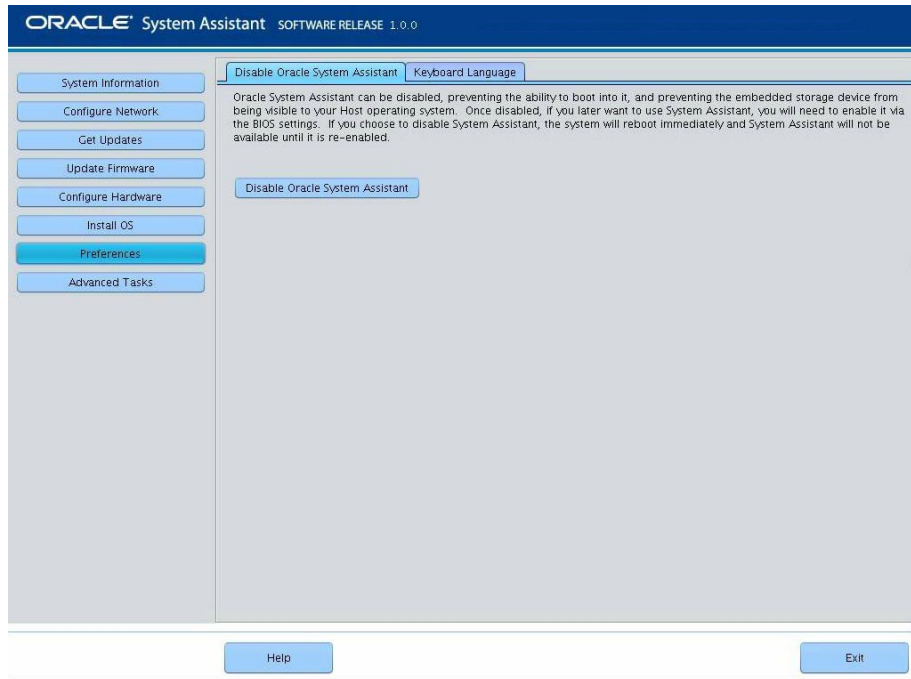 ORACLE® System Assistant SOFTWARE RELEASE 1.0.0
System Information
Configure Network
Get Updates
Update Firmware
Configure Hardware
Install OS
Preferences
Advanced Tasks
Disable Oracle System Assistant Keyboard Language
Oracle System Assistant can be disabled, preventing the ability to boot into it, and preventing the embedded storage device from
being visible to your Host operating system. Once disabled, if you later want to use System Assistant, you will need to enable it via
the BIOS settings. If you choose to disable System Assistant, the system will reboot immediately and System Assistant will not be
available until it is re-enabled.
Disable Oracle System Assistant
Help
Exit